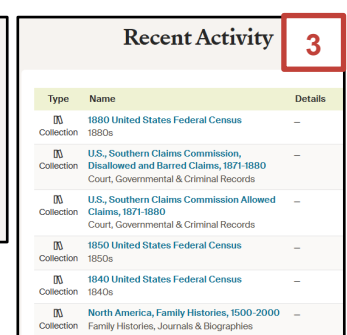 Recent Activity
3
Type Name Details
Collection 1880 United States Federal Census –
1880s
Collection U.S., Southern Claims Commission, –
Disallowed and Barred Claims, 1871-1880
Court, Governmental & Criminal Records
Collection U.S., Southern Claims Commission Allowed –
Claims, 1871-1880
Court, Governmental & Criminal Records
Collection 1850 United States Federal Census –
1850s
Collection 1840 United States Federal Census –
1840s
Collection North America, Family Histories, 1500-2000 –
Family Histories, Journals & Biographies